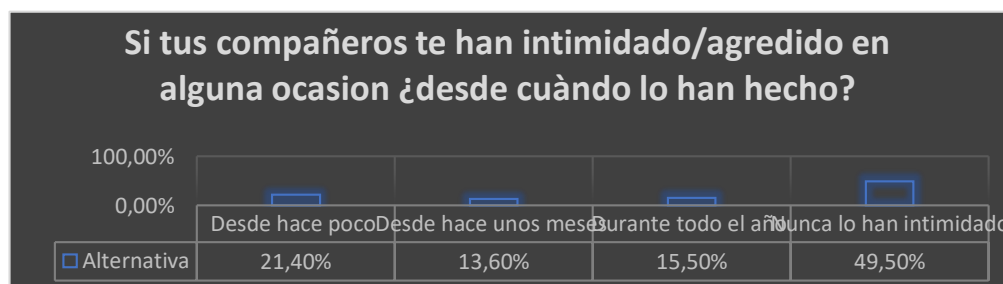 Si tus compañeros te han intimidado/agredido en
alguna ocasion ¿desde cuàndo lo han hecho?
100,00%
0,00%
Desde hace poco Desde hace unos meses Durante todo el año Nunca lo han intimidado
Alternativa 21,40% 13,60% 15,50% 49,50%